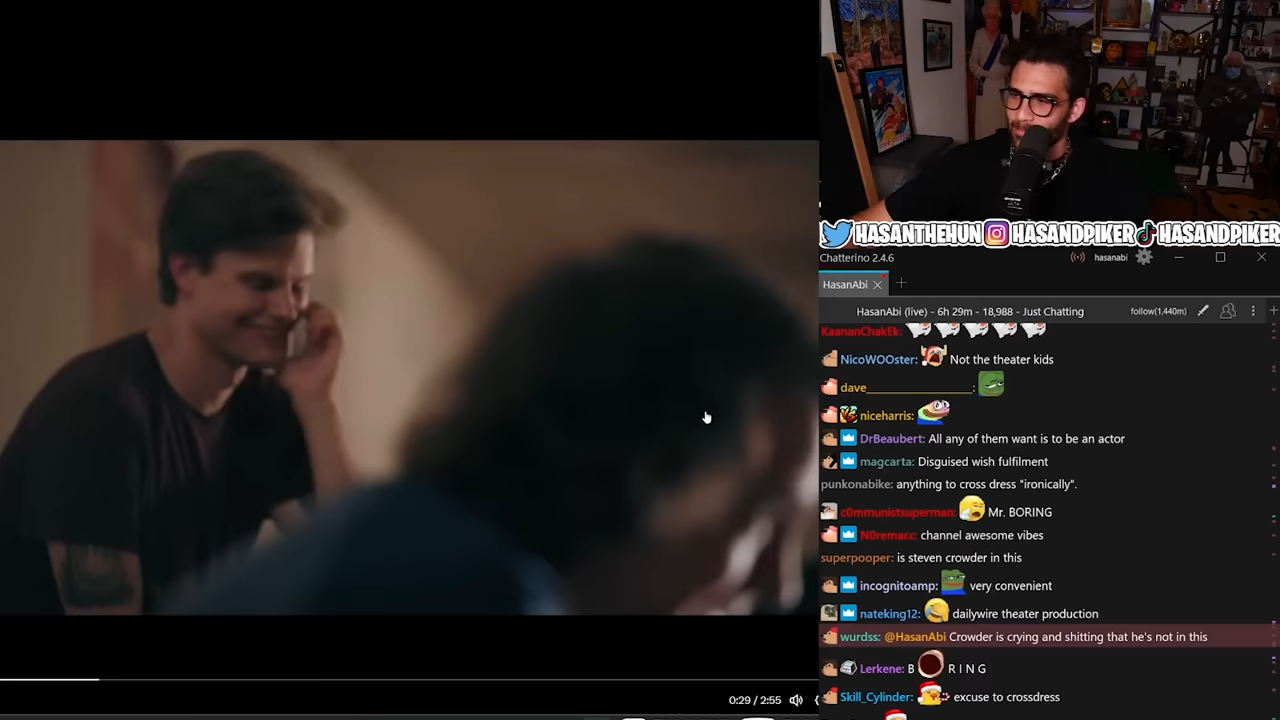 HASANTHEHUN HASANDPIKER HASANDPIKER
Chatterino 2.4.6
hasanabi
HasanAbi
HasanAbi (live) - 6h 29m - 18,988 - Just Chatting
follow(1,440m)
KaananChakEk:
NicoWOOster: Not the theater kids
dave__________________:
niceharris:
DrBeaubert: All any of them want is to be an actor
magcarta: Disguised wish fulfilment
punkonabike: anything to cross dress "ironically".
c0mmunistsuperman: Mr. BORING
N0remacc: channel awesome vibes
superpooper: is steven crowder in this
incognitoamp: very convenient
nateking12: dailywire theater production
wurdss: @HasanAbi Crowder is crying and shitting that he's not in this
Lerkene: B R I N G
Skill_Cylinder: excuse to crossdress
0:29 / 2:55